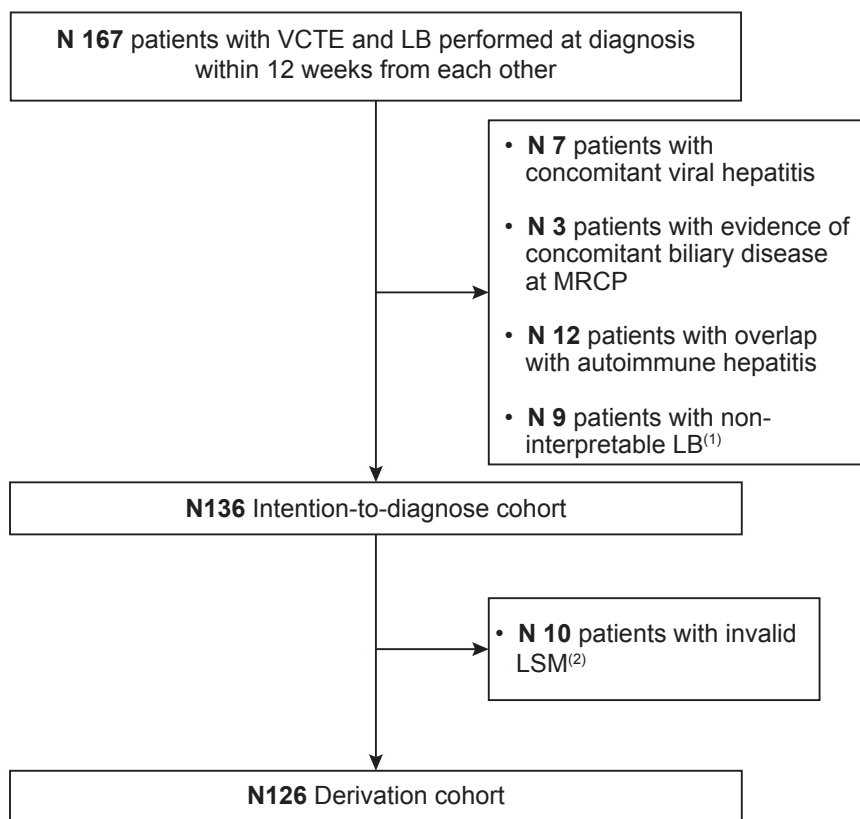 N 167 patients with VCTE and LB performed at diagnosis
within 12 weeks from each other
• N 7 patients with
concomitant viral hepatitis
• N 3 patients with evidence of
concomitant biliary disease
at MRCP
• N 12 patients with overlap
with autoimmune hepatitis
• N 9 patients with non-
interpretable LB(1)
N136 Intention-to-diagnose cohort
• N 10 patients with invalid
LSM(2)
N126 Derivation cohort